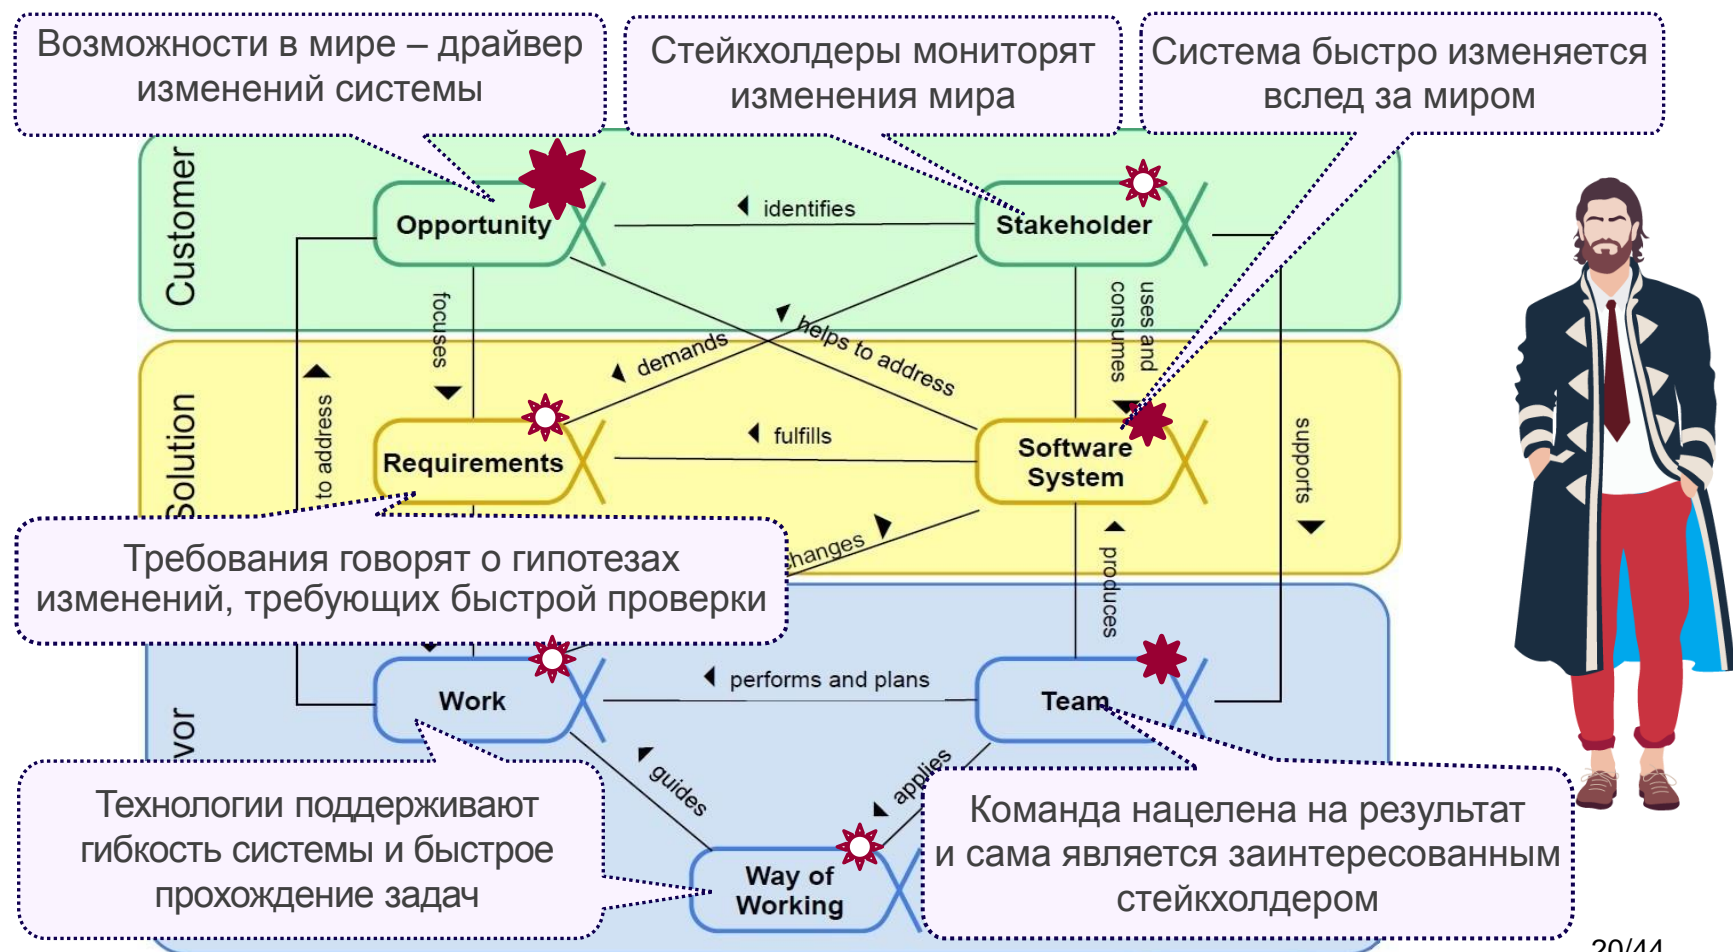 Возможности в мире – драйвер
изменений системы
Стейкхолдеры мониторят
изменения мира
Система быстро изменяется
вслед за миром
Customer
Opportunity
identifies
Stakeholder
focuses
demands
helps to address
uses and
consumes
Solution
to address
Requirements
fulfills
Software
System
supports
Требования говорят о гипотезах
изменений, требующих быстрой проверки
produces
Work
performs and plans
Team
guides
applies
Технологии поддерживают
гибкость системы и быстрое
прохождение задач
Way of
Working
Команда нацелена на результат
и сама является заинтересованным
стейкхолдером
20/44